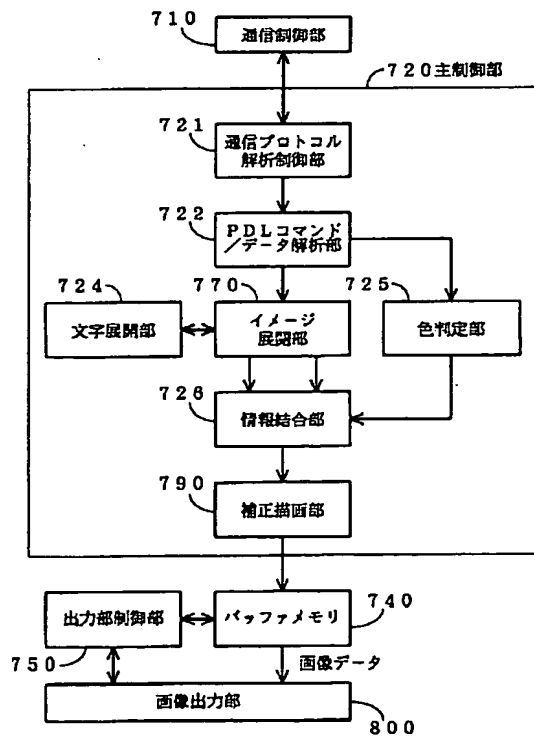 710
通信制御部
720主制御部
721
通信プロトコル
解析制御部
722
PDLコマンド
/データ解析部
724
770
725
文字展開部
イメージ
展開部
色判定部
726
情報結合部
790
補正描画部
出力部制御部
バッファメモリ
740
750
画像データ
画像出力部
800